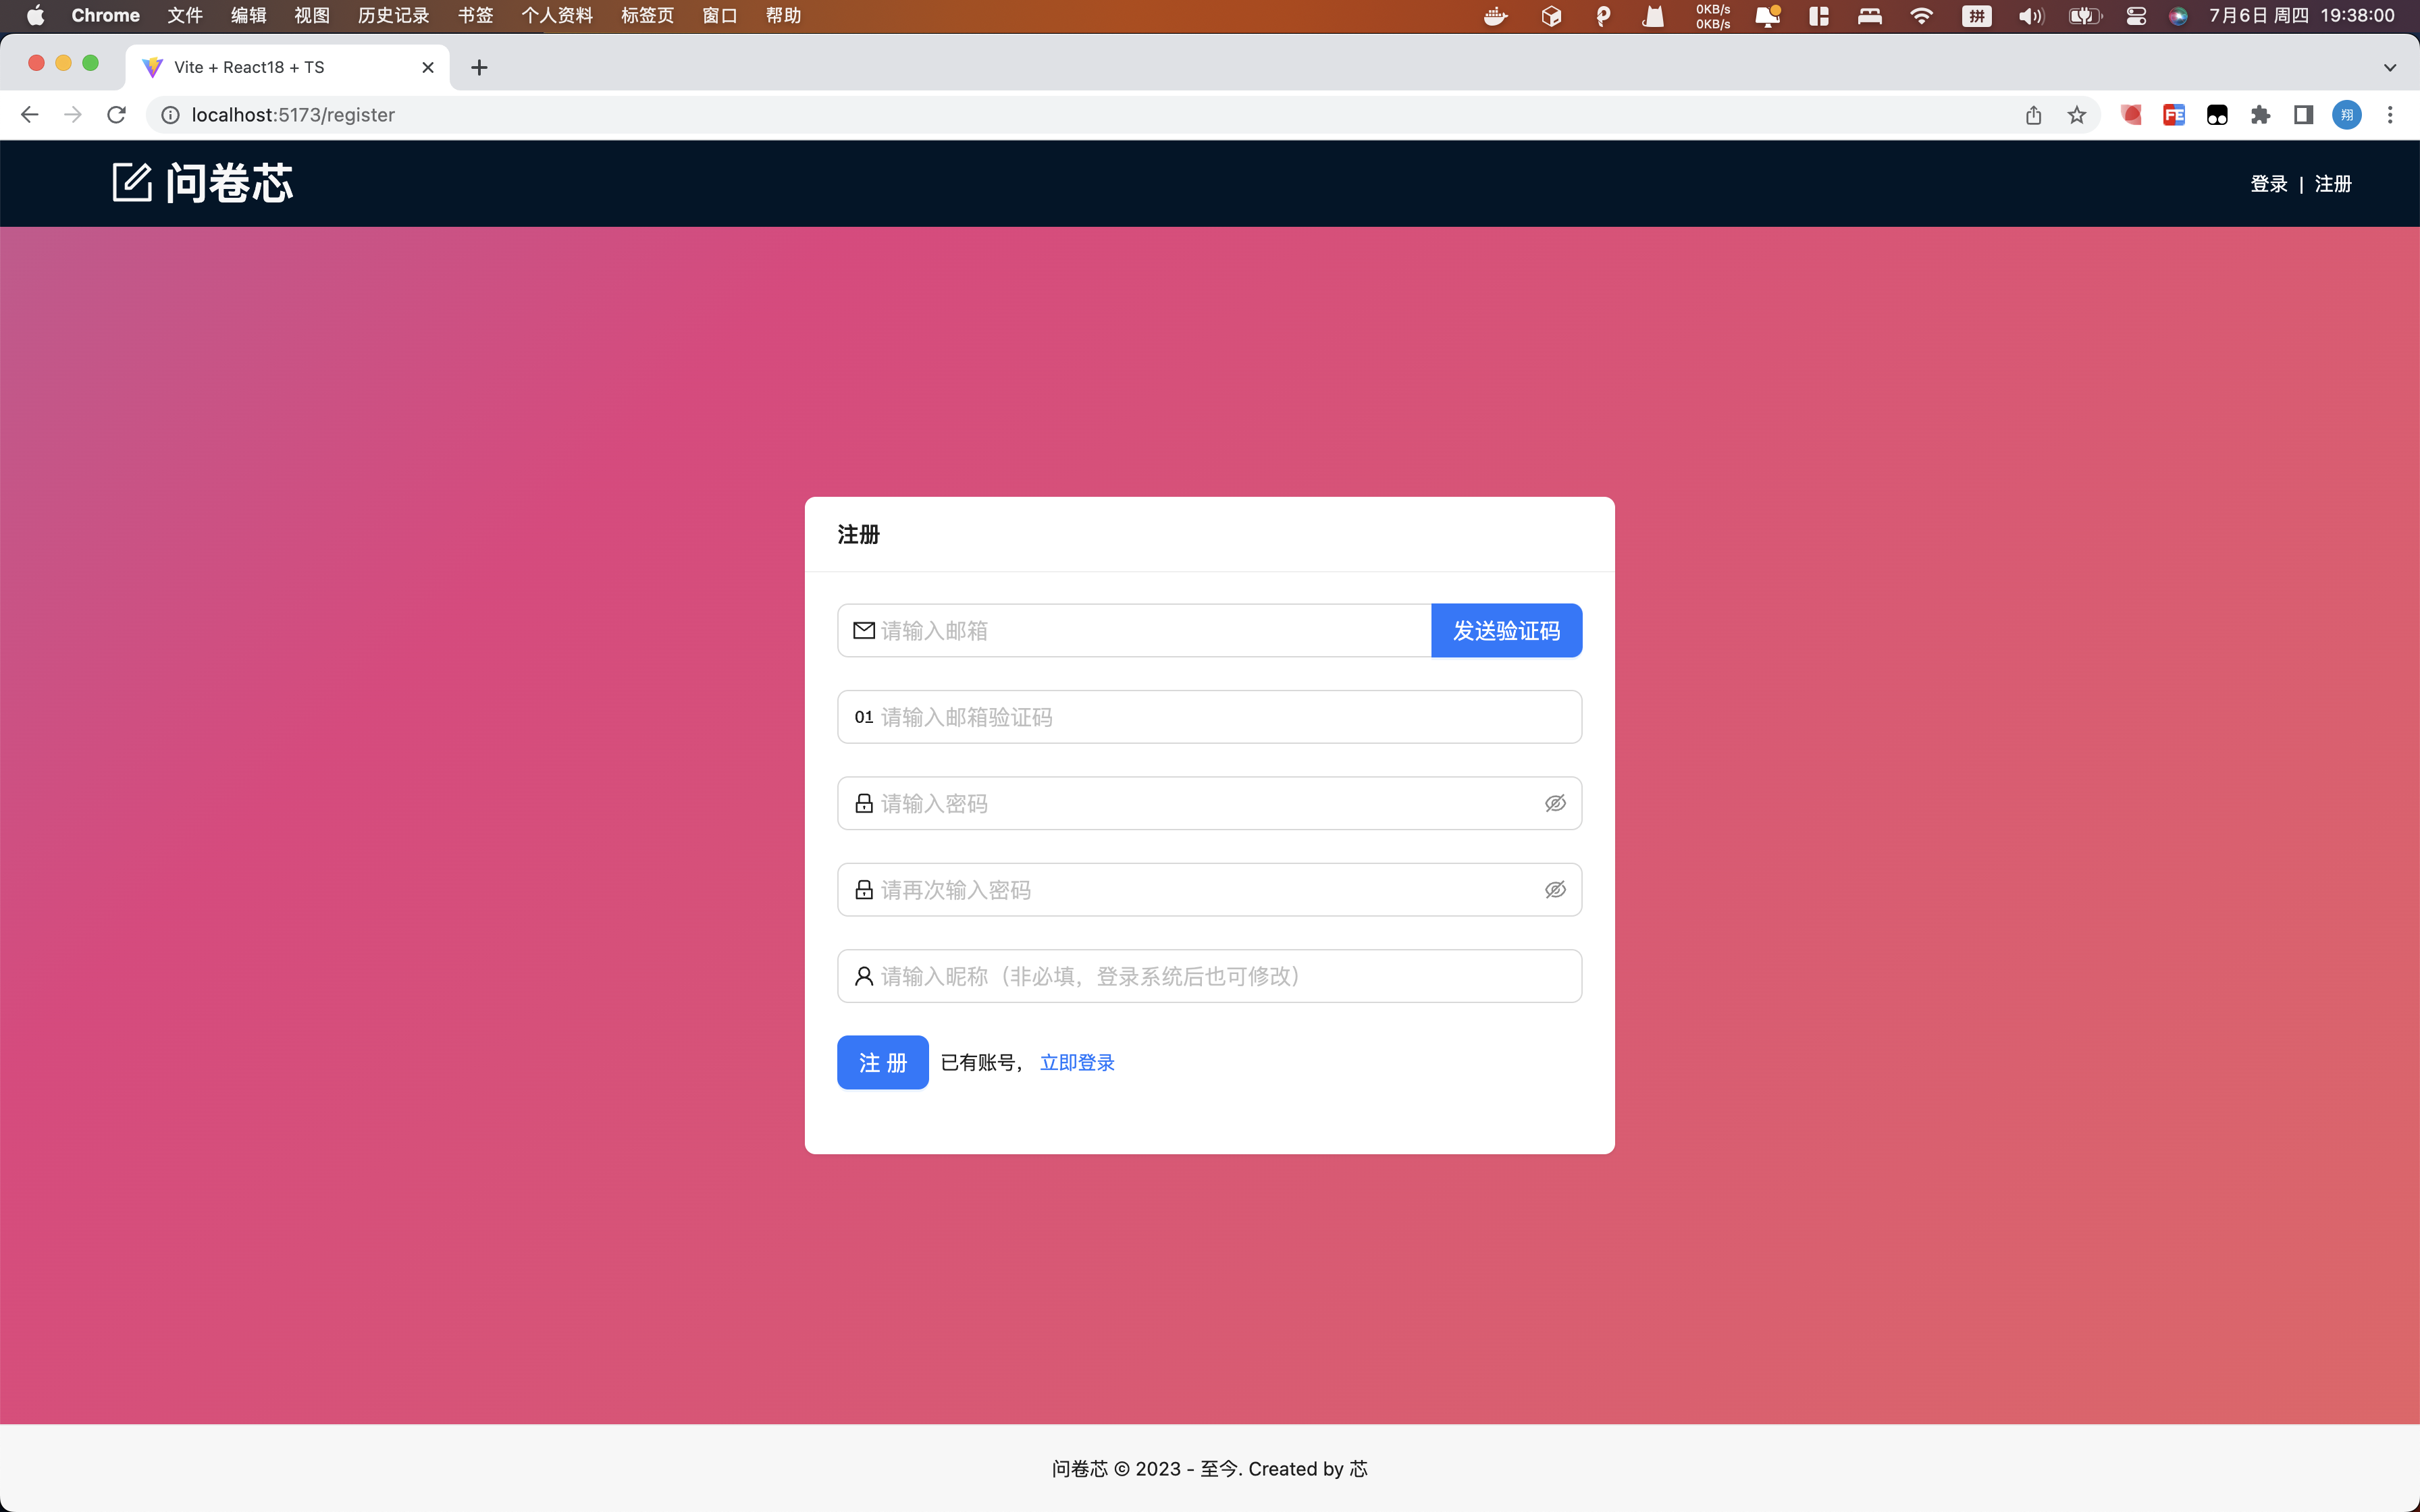 Chrome 文件 编辑 视图 历史记录 书签 个人资料 标签页 窗口 帮助
0KB/s
0KB/s
拼
7月6日 周四 19:38:00
Vite + React18 + TS
localhost:5173/register
FE
翔
问卷芯
登录 | 注册
注册
请输入邮箱
发送验证码
01 请输入邮箱验证码
请输入密码
请再次输入密码
请输入昵称（非必填，登录系统后也可修改）
注 册 已有账号， 立即登录
问卷芯 © 2023 - 至今. Created by 芯